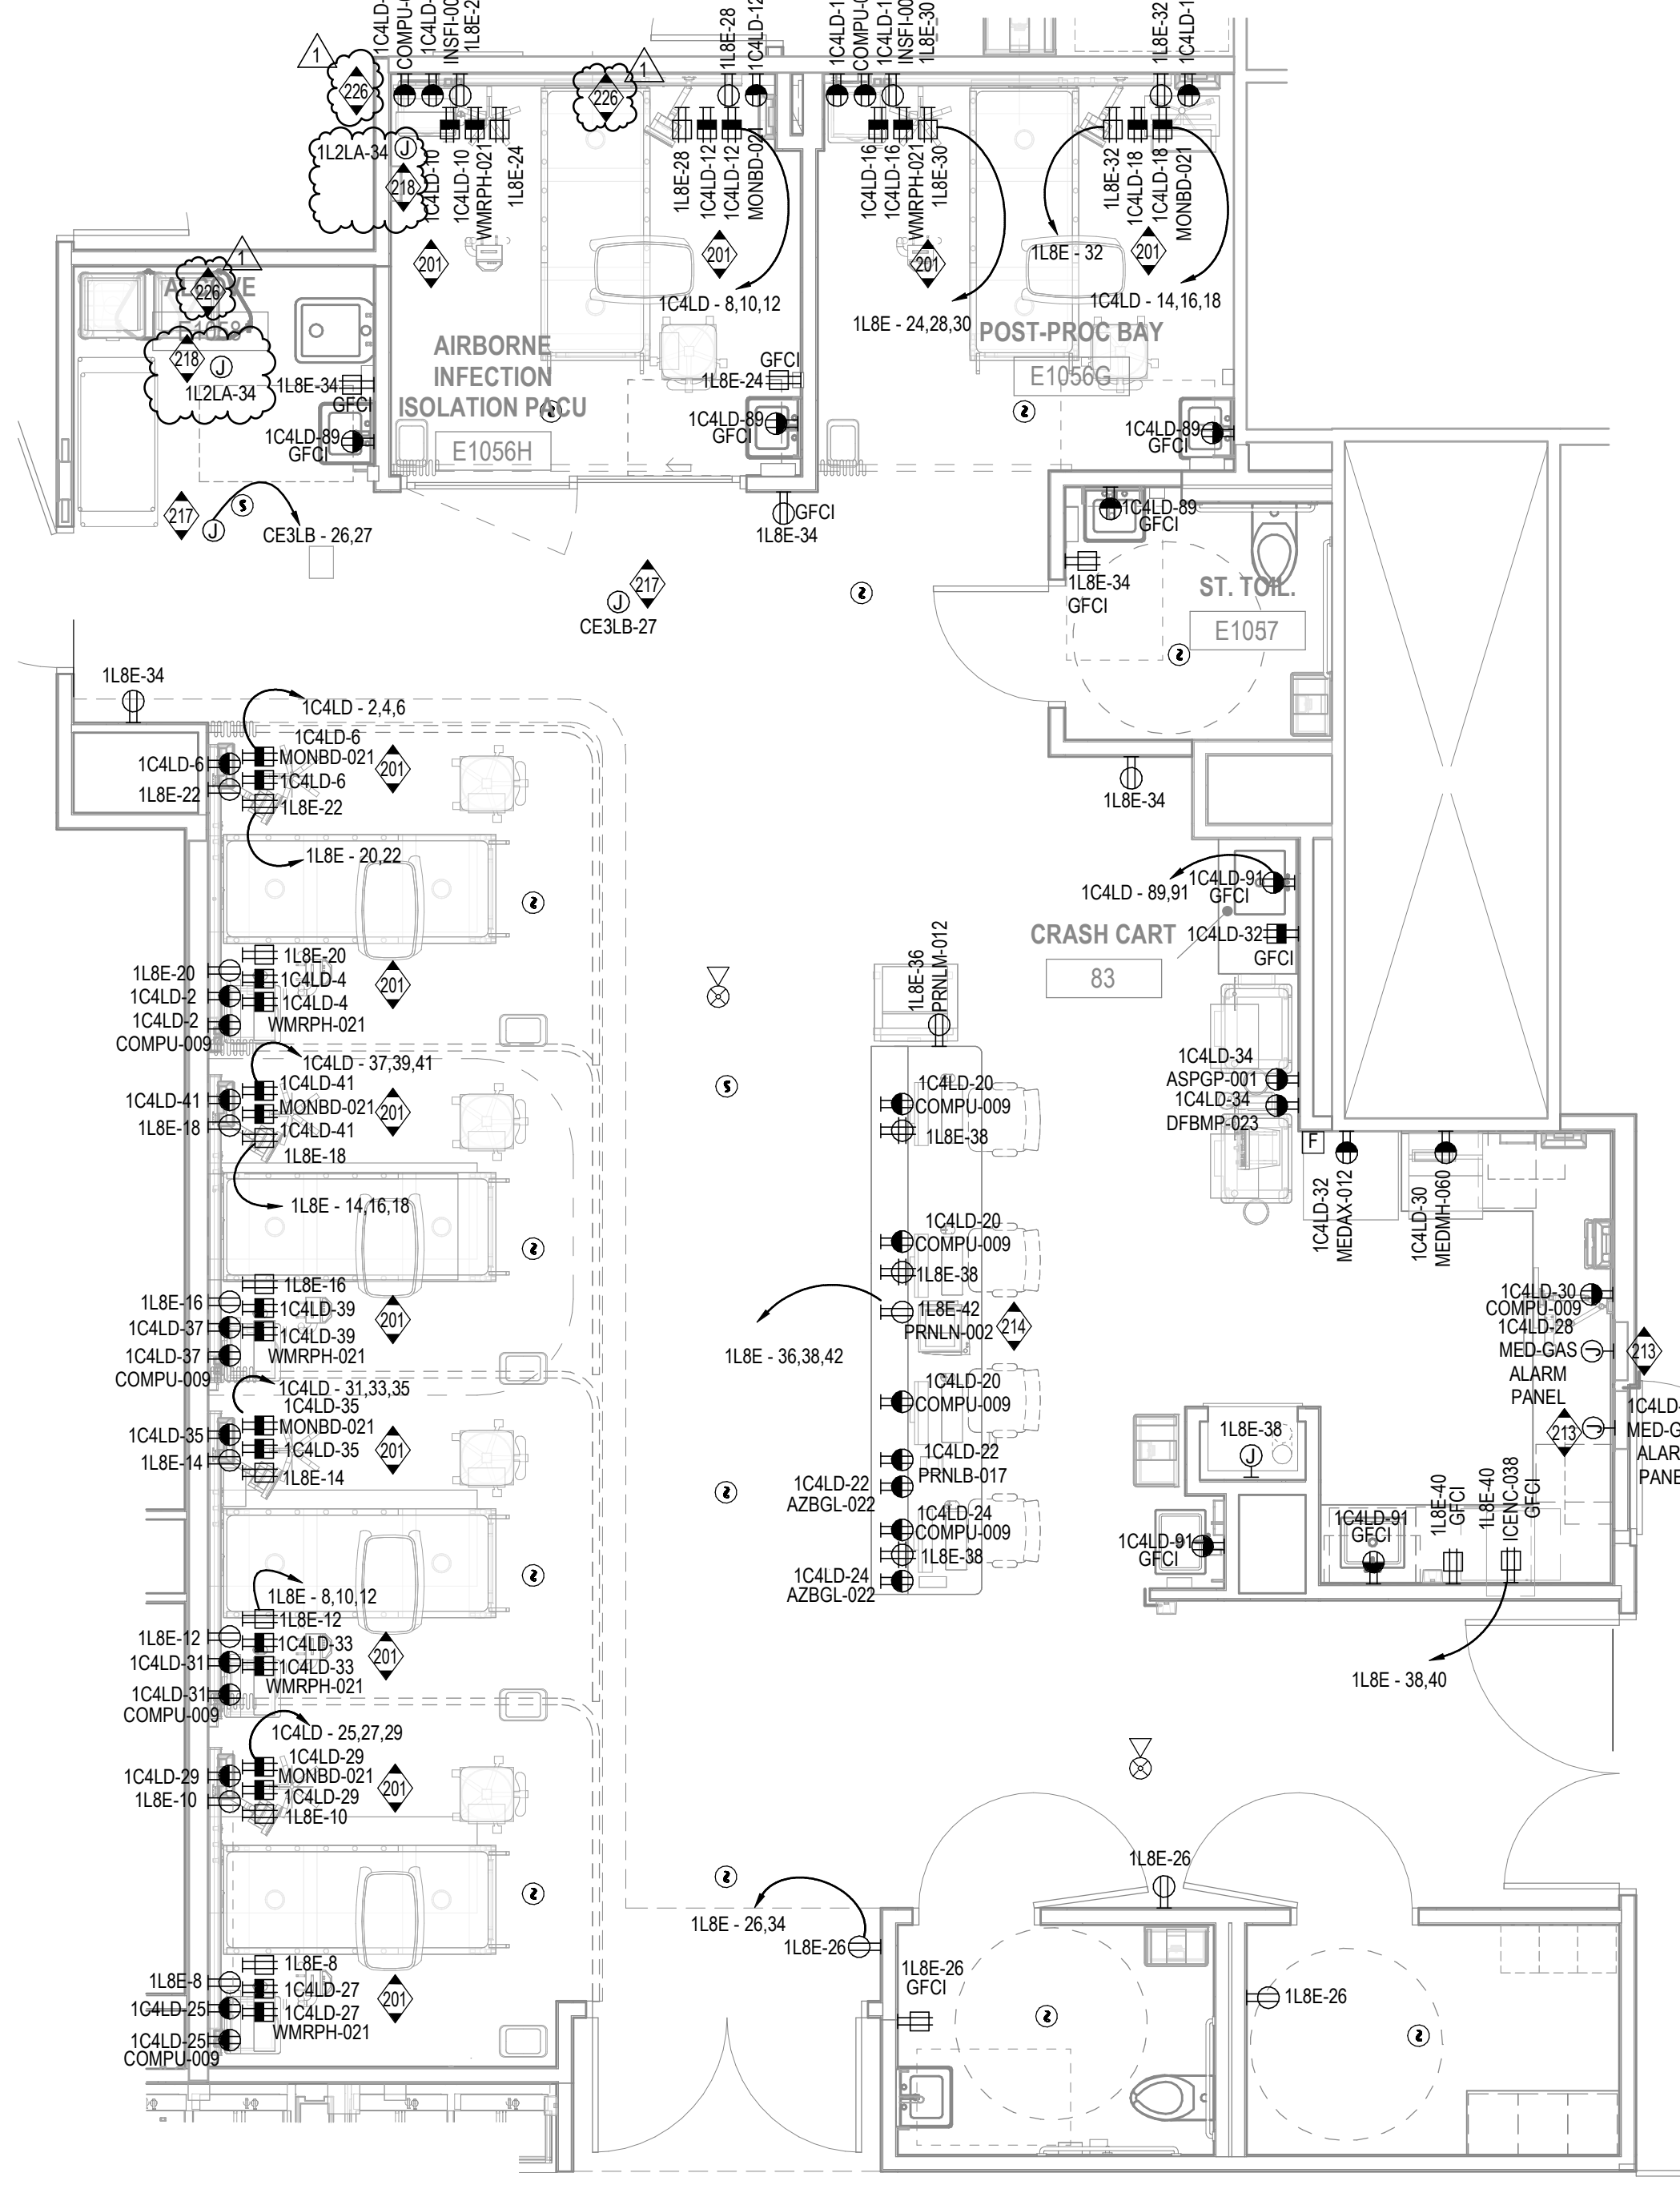 1C4LD-
COMPU-0
1C4LD-
INSFI-00
1L8E-2
1L8E-28
1C4LD-12
1C4LD-1
COMPU-0
1C4LD-1
INSFI-00
1L8E-30
1L8E-32
1C4LD-1
1
226
1
226
1L2LA-34
J
218
1C4LD-10
1C4LD-10
WMRPH-021
1L8E-24
1L8E-28
1C4LD-12
1C4LD-12
MONBD-021
1C4LD-16
1C4LD-16
WMRPH-021
1L8E-30
1L8E-32
1C4LD-18
1C4LD-18
MONBD-021
201
201
201
201
1L8E - 32
1C4LD - 8,10,12
1L8E - 24,28,30
1C4LD - 14,16,18
1
226
ALCOVE
218
J
1L2LA-34
1L8E-34
GFCI
1C4LD-89
GFCI
AIRBORNE
INFECTION
ISOLATION PACU
E1056H
GFCI
1L8E-24
1C4LD-89
GFCI
POST-PROC BAY
E1056G
1C4LD-89
GFCI
217
J
CE3LB - 26,27
GFCI
1L8E-34
217
J
CE3LB-27
1C4LD-89
GFCI
1L8E-34
GFCI
ST. TOIL.
E1057
1L8E-34
1L8E-34
1C4LD - 2,4,6
1C4LD-6
MONBD-021
1C4LD-6
1C4LD-6
1L8E-22
1L8E-22
201
1L8E - 20,22
1L8E-20
1L8E-20
1C4LD-4
1C4LD-2
1C4LD-4
1C4LD-2
WMRPH-021
COMPU-009
201
1C4LD - 37,39,41
1C4LD-41
1C4LD-41
MONBD-021
1L8E-18
1C4LD-41
1L8E-18
201
1L8E - 14,16,18
1L8E-16
1L8E-16
1C4LD-39
1C4LD-37
1C4LD-39
1C4LD-37
WMRPH-021
COMPU-009
201
1C4LD - 31,33,35
1C4LD-35
MONBD-021
1C4LD-35
1C4LD-35
1L8E-14
1L8E-14
201
1L8E - 8,10,12
1L8E-12
1L8E-12
1C4LD-33
1C4LD-31
1C4LD-33
WMRPH-021
1C4LD-31
COMPU-009
201
1C4LD - 25,27,29
1C4LD-29
MONBD-021
1C4LD-29
1C4LD-29
1L8E-10
1L8E-10
201
1L8E-8
1L8E-8
1C4LD-27
1C4LD-25
1C4LD-27
WMRPH-021
1C4LD-25
COMPU-009
201
1C4LD - 89,91
1C4LD-91
GFCI
CRASH CART
83
1C4LD-32
GFCI
1L8E-36
PRNLM-012
1C4LD-34
ASPGP-001
1C4LD-34
DFBMP-023
F
1C4LD-20
COMPU-009
1L8E-38
1C4LD-20
COMPU-009
1L8E-38
1L8E-42
PRNLN-002
214
1L8E - 36,38,42
1C4LD-20
COMPU-009
1C4LD-22
PRNLB-017
1C4LD-22
AZBGL-022
1C4LD-24
COMPU-009
1L8E-38
1C4LD-24
AZBGL-022
1C4LD-32
MEDAX-012
1C4LD-30
MEDMH-060
1C4LD-30
COMPU-009
1C4LD-28
MED-GAS
ALARM
PANEL
J
213
213
J
1C4LD-
MED-G
ALAR
PANE
1L8E-38
J
1C4LD-91
GFCI
1C4LD-91
GFCI
1L8E-40
GFCI
1L8E-40
ICENC-038
GFCI
1L8E - 38,40
1L8E - 26,34
1L8E-26
1L8E-26
1L8E-26
GFCI
1L8E-26